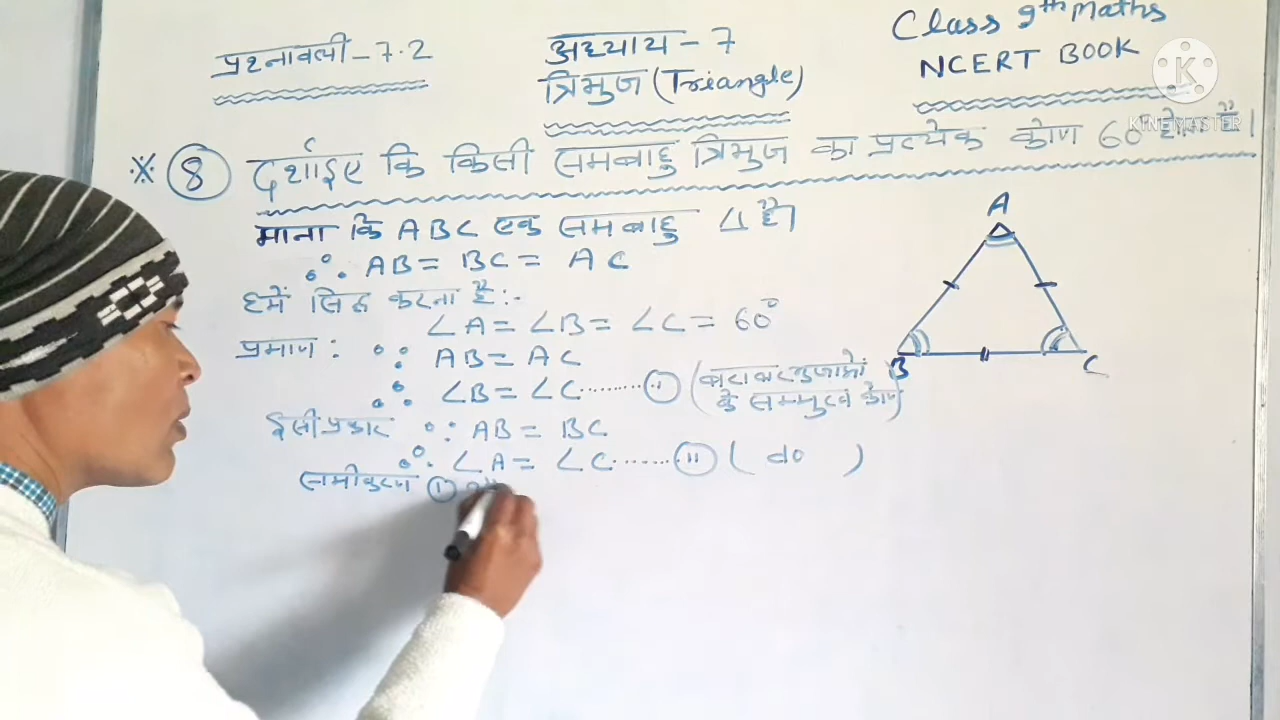 प्रश्नावली-7.2
अध्याय-7
त्रिभुज (Triangle)
Class 9th Maths
NCERT BOOK
K
KINEMASTER
※ 8 दर्शाइए कि किसी समबाहु त्रिभुज का प्रत्येक कोण 60° होता है।
माना कि ABC एक समबाहु Δ है।
∴ AB = BC = AC
हमें सिद्ध करना है:-
∠A = ∠B = ∠C = 60°
प्रमाण: ∵ AB = AC
∴ ∠B = ∠C ........ (i) (बराबर भुजाओं
के सम्मुख कोण)
इसी प्रकार ∵ AB = BC
∴ ∠A = ∠C ....... (ii) ( do )
समीकरण (i)
A
B
C